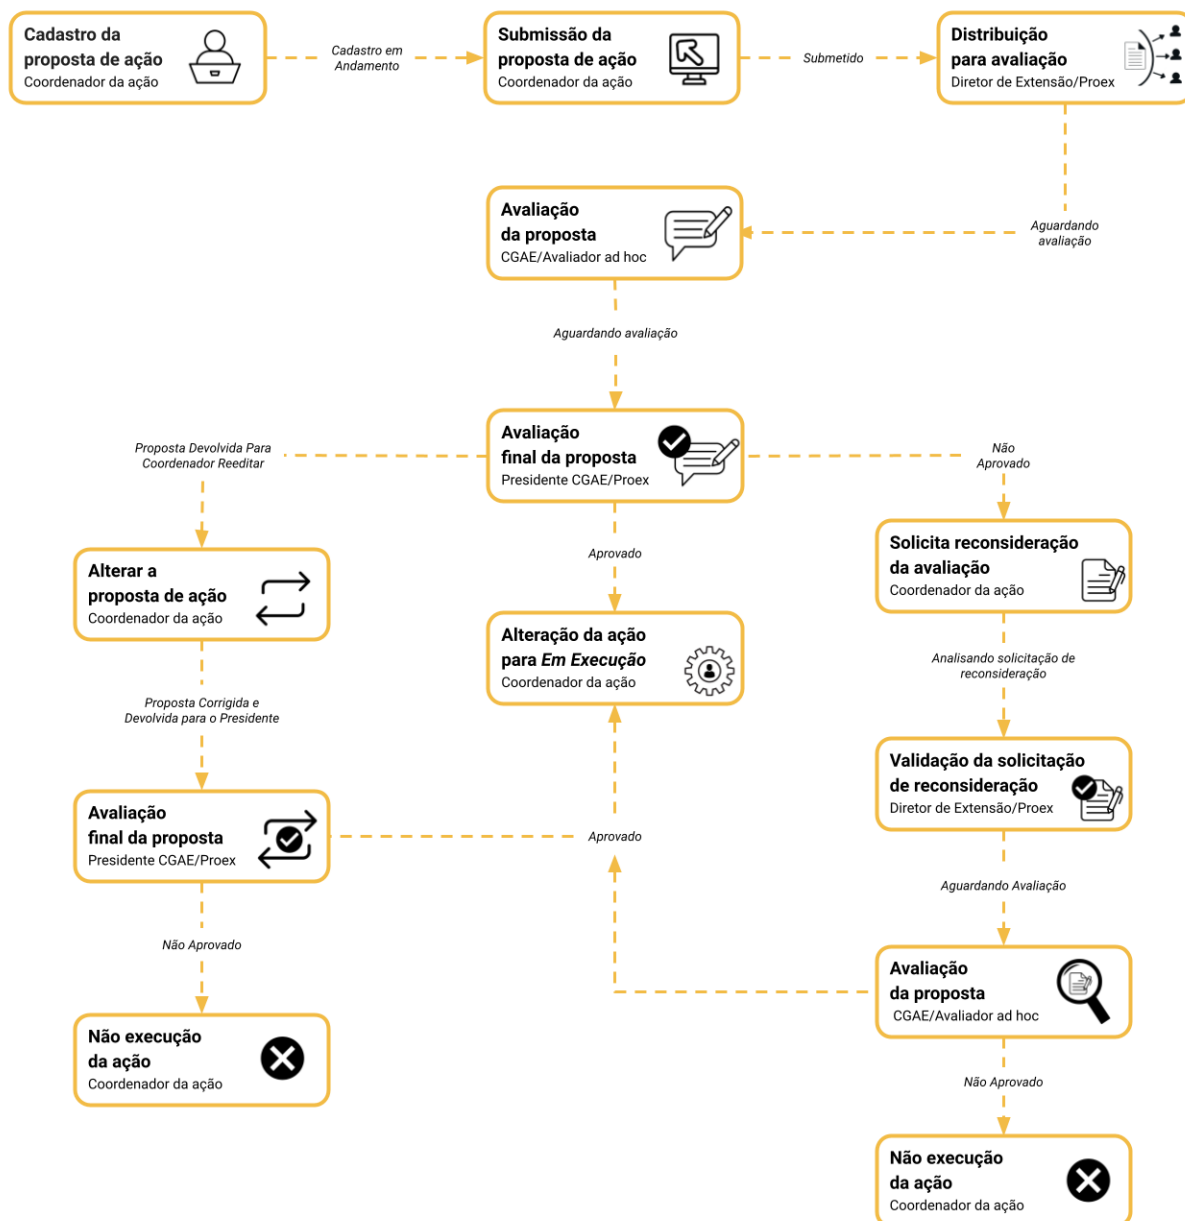 Cadastro da
proposta de ação
Coordenador da ação
Cadastro em
Andamento
Submissão da
proposta de ação
Coordenador da ação
Submetido
Distribuição
para avaliação
Diretor de Extensão/Proex
Aguardando
avaliação
Avaliação
da proposta
CGAE/Avaliador ad hoc
Aguardando avaliação
Avaliação
final da proposta
Presidente CGAE/Proex
Proposta Devolvida Para
Coordenador Reeditar
Não
Aprovado
Aprovado
Alterar a
proposta de ação
Coordenador da ação
Alteração da ação
para Em Execução
Coordenador da ação
Solicita reconsideração
da avaliação
Coordenador da ação
Proposta Corrigida e
Devolvida para o Presidente
Analisando solicitação de
reconsideração
Avaliação
final da proposta
Presidente CGAE/Proex
Aprovado
Validação da solicitação
de reconsideração
Diretor de Extensão/Proex
Aguardando Avaliação
Não Aprovado
Avaliação
da proposta
CGAE/Avaliador ad hoc
Não execução
da ação
Coordenador da ação
Não Aprovado
Não execução
da ação
Coordenador da ação